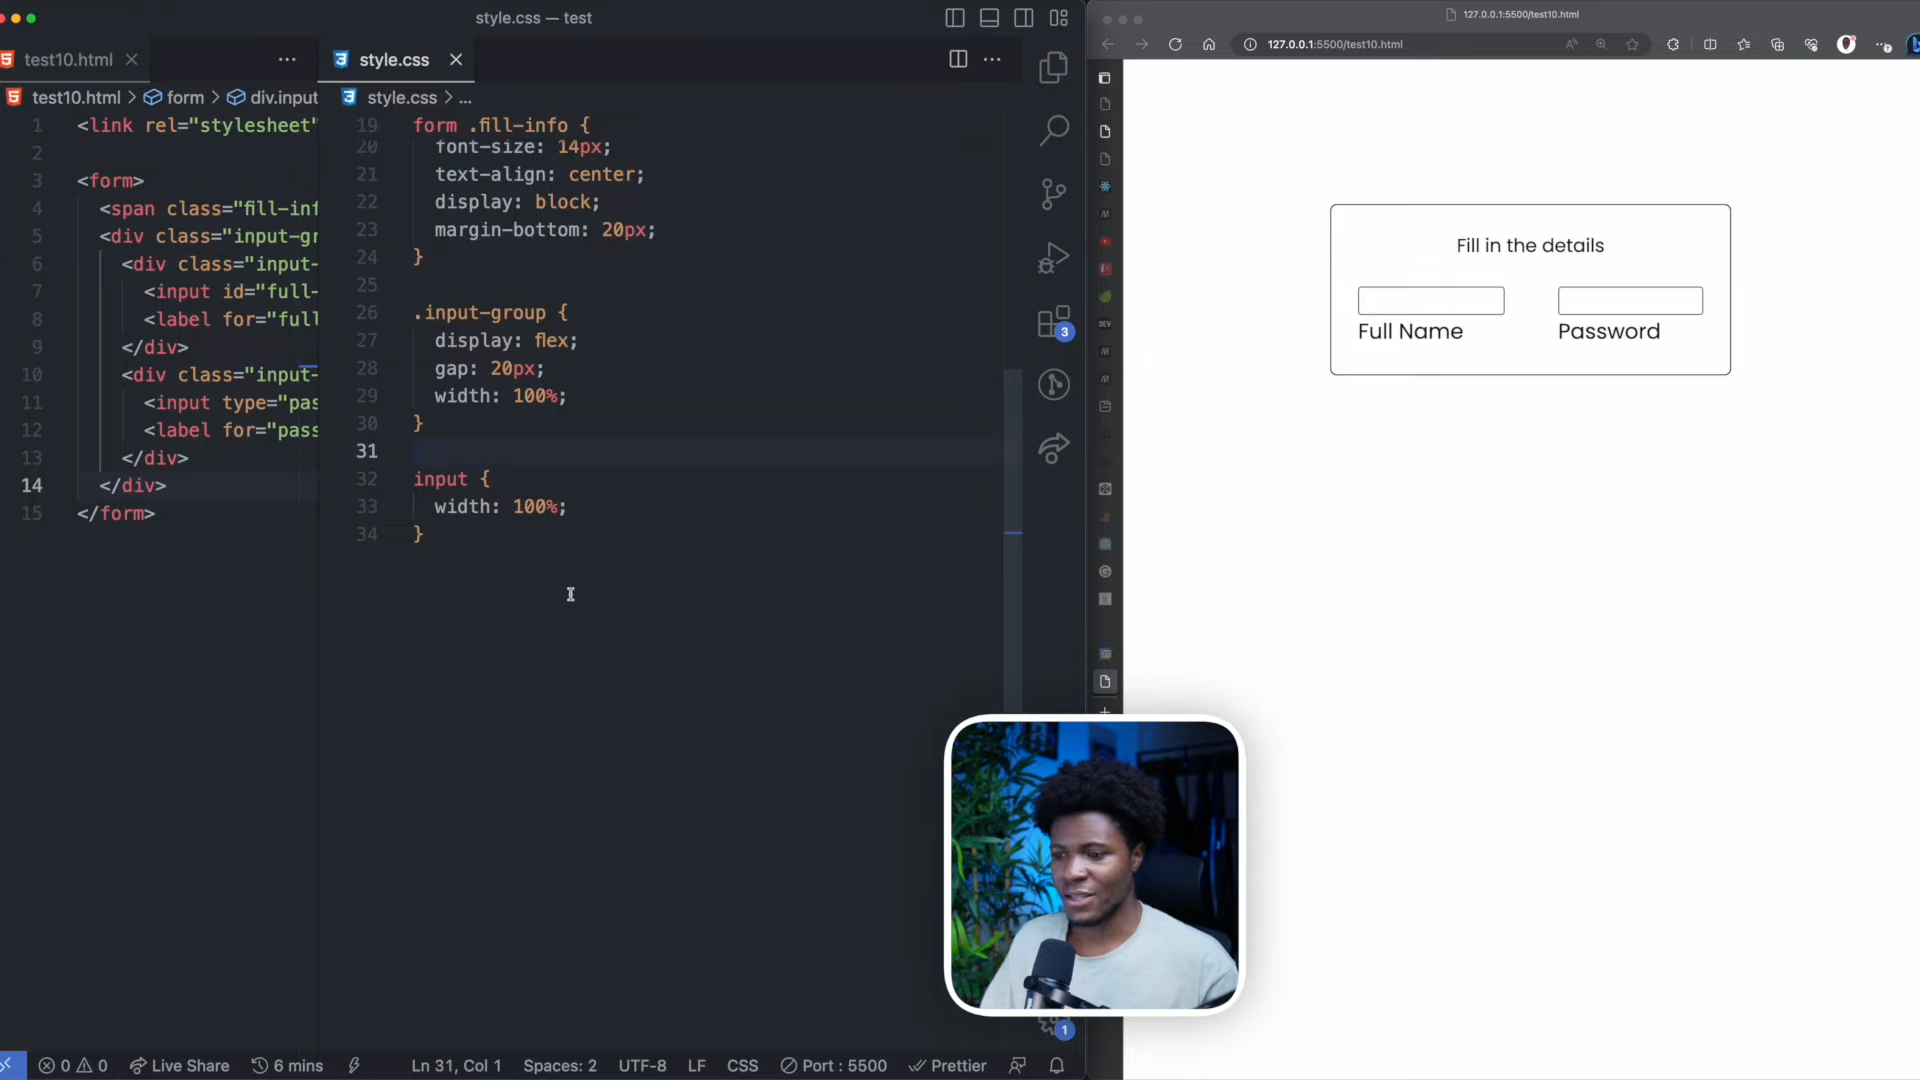 style.css — test
127.0.0.1:5500/test10.html
test10.html
style.css
127.0.0.1:5500/test10.html
test10.html > form > div.input
style.css > ...
1 <link rel="stylesheet"
2
3 <form>
4 <span class="fill-inf
5 <div class="input-gr
6 <div class="input-
7 <input id="full-
8 <label for="full
9 </div>
10 <div class="input-
11 <input type="pas
12 <label for="pass
13 </div>
14 </div>
15 </form>
19 form .fill-info {
20 font-size: 14px;
21 text-align: center;
22 display: block;
23 margin-bottom: 20px;
24 }
25
26 .input-group {
27 display: flex;
28 gap: 20px;
29 width: 100%;
30 }
31
32 input {
33 width: 100%;
34 }
3
1
DEV
Fill in the details
Full Name
Password
0 0 Live Share 6 mins Ln 31, Col 1 Spaces: 2 UTF-8 LF CSS Port : 5500 Prettier